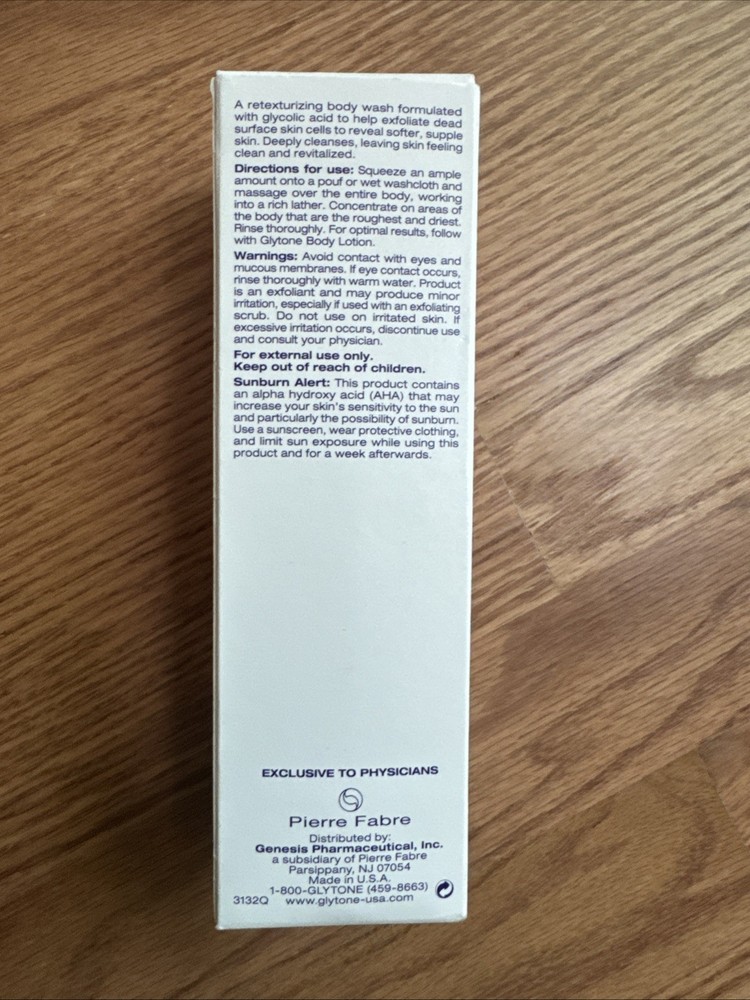 A retexturizing body wash formulated
with glycolic acid to help exfoliate dead
surface skin cells to reveal softer, supple
skin. Deeply cleanses, leaving skin feeling
clean and revitalized.
Directions for use: Squeeze an ample
amount onto a pouf or wet washcloth and
massage over the entire body, working
into a rich lather. Concentrate on areas of
the body that are the roughest and driest.
Rinse thoroughly. For optimal results, follow
with Glytone Body Lotion.
Warnings: Avoid contact with eyes and
mucous membranes. If eye contact occurs,
rinse thoroughly with warm water. Product
is an exfoliant and may produce minor
irritation, especially if used with an exfoliating
scrub. Do not use on irritated skin. If
excessive irritation occurs, discontinue use
and consult your physician.
For external use only.
Keep out of reach of children.
Sunburn Alert: This product contains
an alpha hydroxy acid (AHA) that may
increase your skin's sensitivity to the sun
and particularly the possibility of sunburn.
Use a sunscreen, wear protective clothing,
and limit sun exposure while using this
product and for a week afterwards.
EXCLUSIVE TO PHYSICIANS
Pierre Fabre
Distributed by:
Genesis Pharmaceutical, Inc.
a subsidiary of Pierre Fabre
Parsippany, NJ 07054
Made in U.S.A.
1-800-GLYTONE (459-8663)
3132Q www.glytone-usa.com